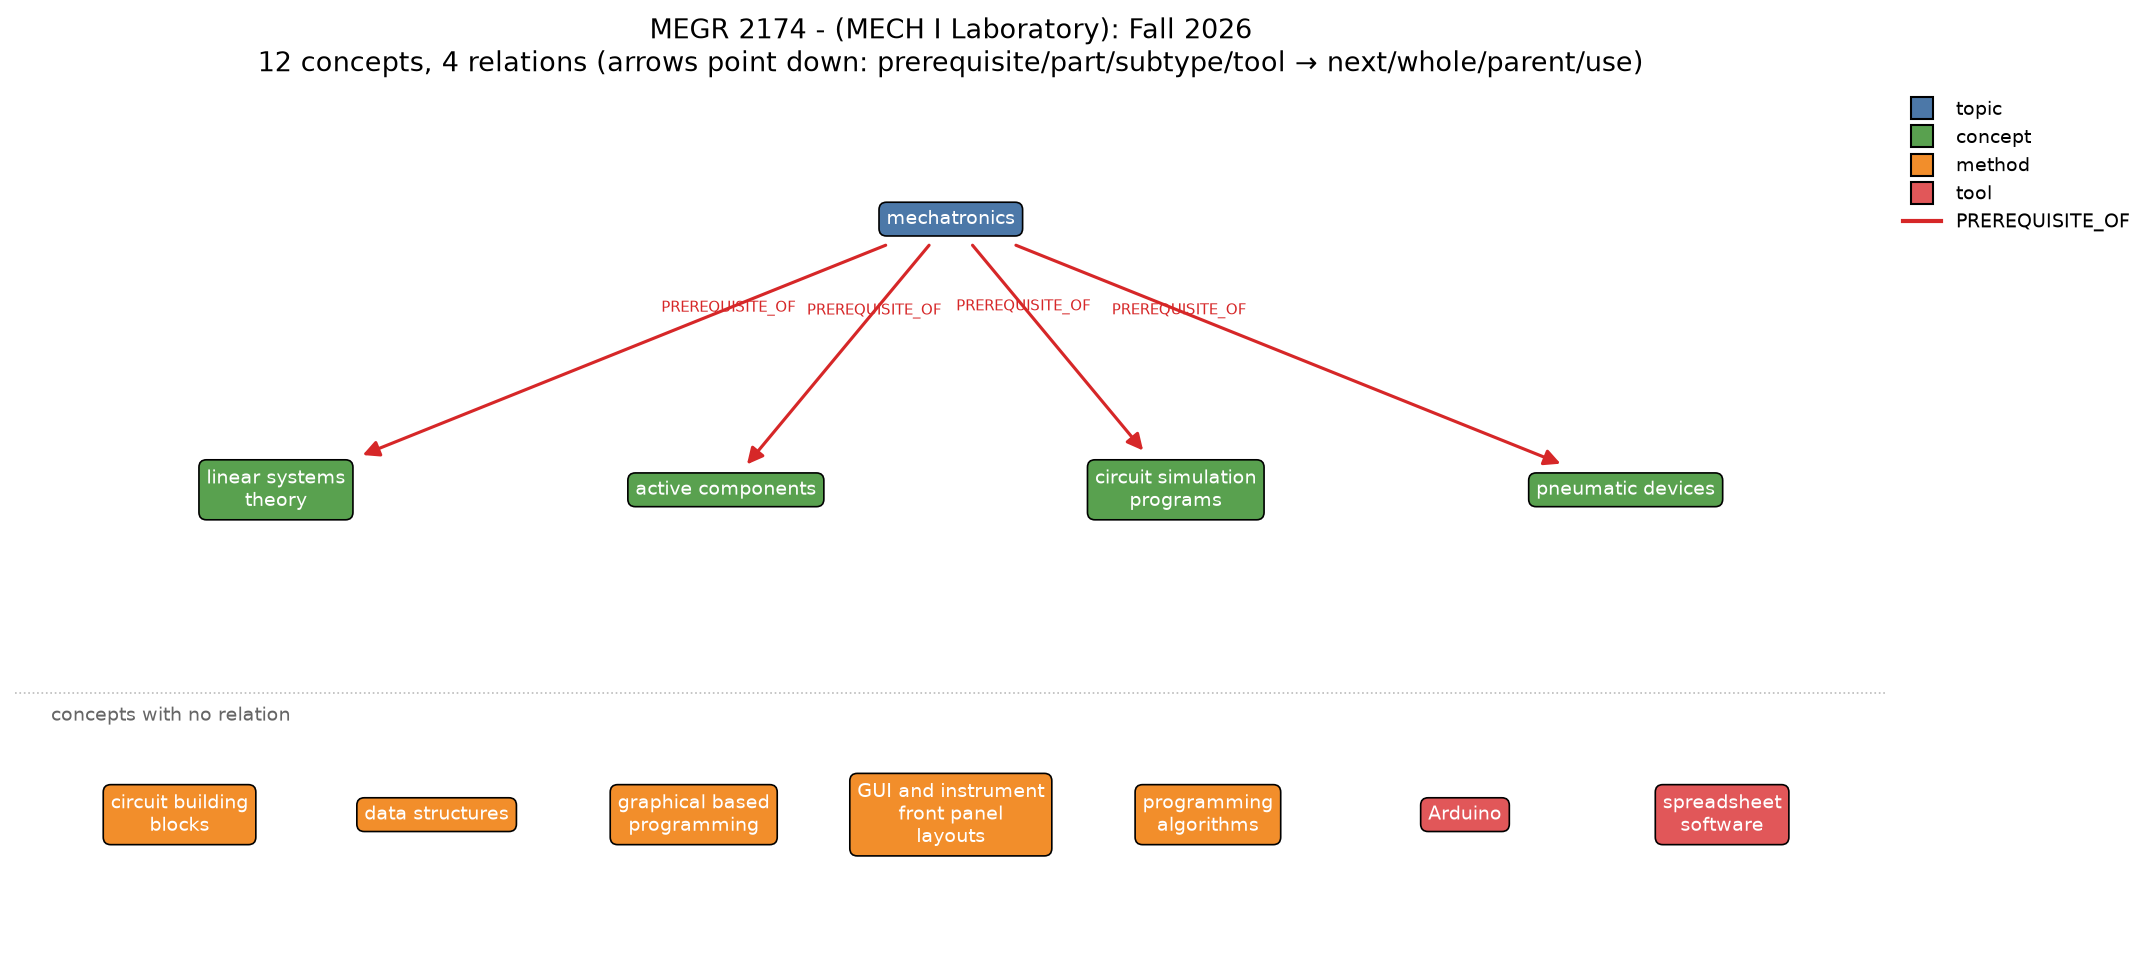 MEGR 2174 - (MECH I Laboratory): Fall 2026
12 concepts, 4 relations (arrows point down: prerequisite/part/subtype/tool → next/whole/parent/use)
topic
concept
method
tool
PREREQUISITE_OF
mechatronics
PREREQUISITE_OF
PREREQUISITE_OF
PREREQUISITE_OF
PREREQUISITE_OF
linear systems
theory
active components
circuit simulation
programs
pneumatic devices
concepts with no relation
circuit building
blocks
data structures
graphical based
programming
GUI and instrument
front panel
layouts
programming
algorithms
Arduino
spreadsheet
software